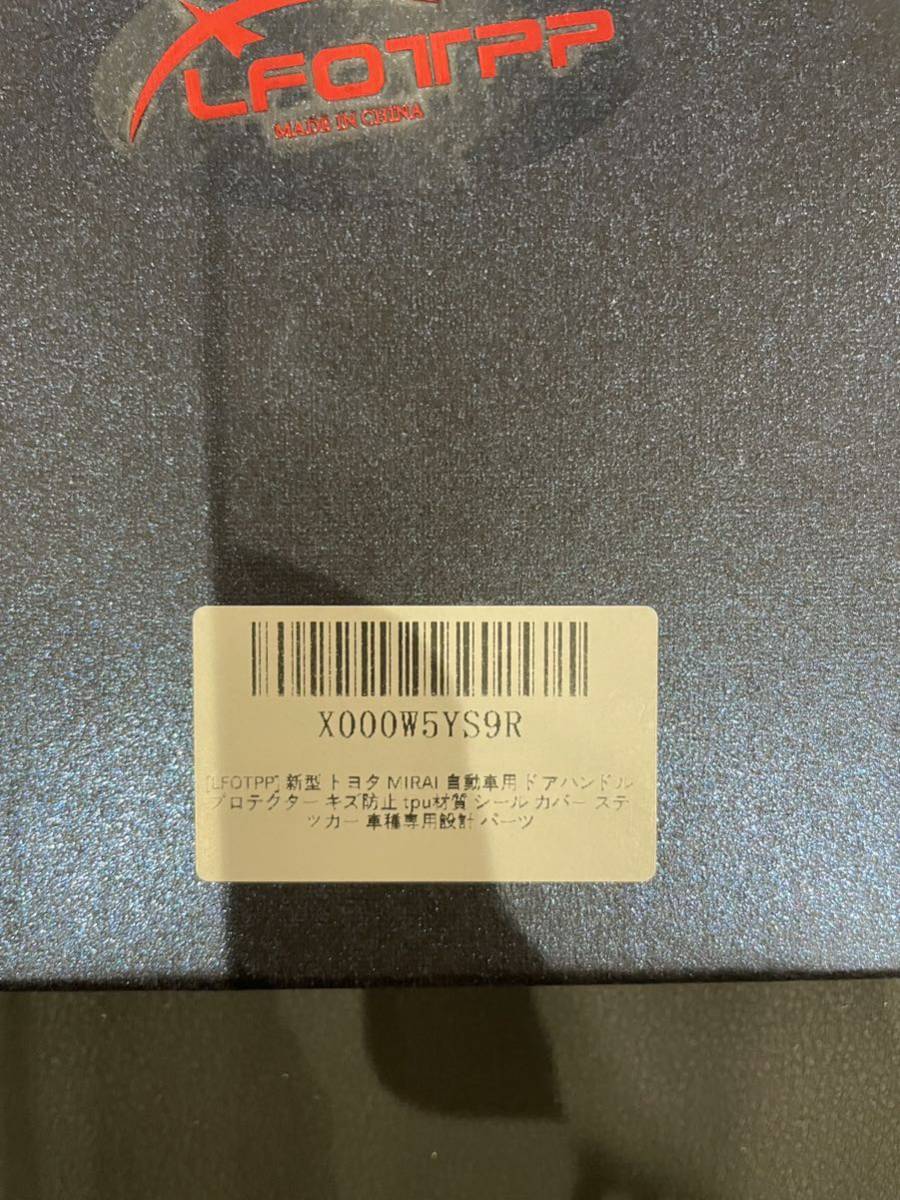 LFOTPP
MADE IN CHINA
X000W5YS9R
[LFOTPP] 新型 トヨタ MIRAI 自動車用 ドアハンドル
プロテクター キズ防止 tpu材質 シール カバー ステ
ッカー 車種専用設計 パーツ